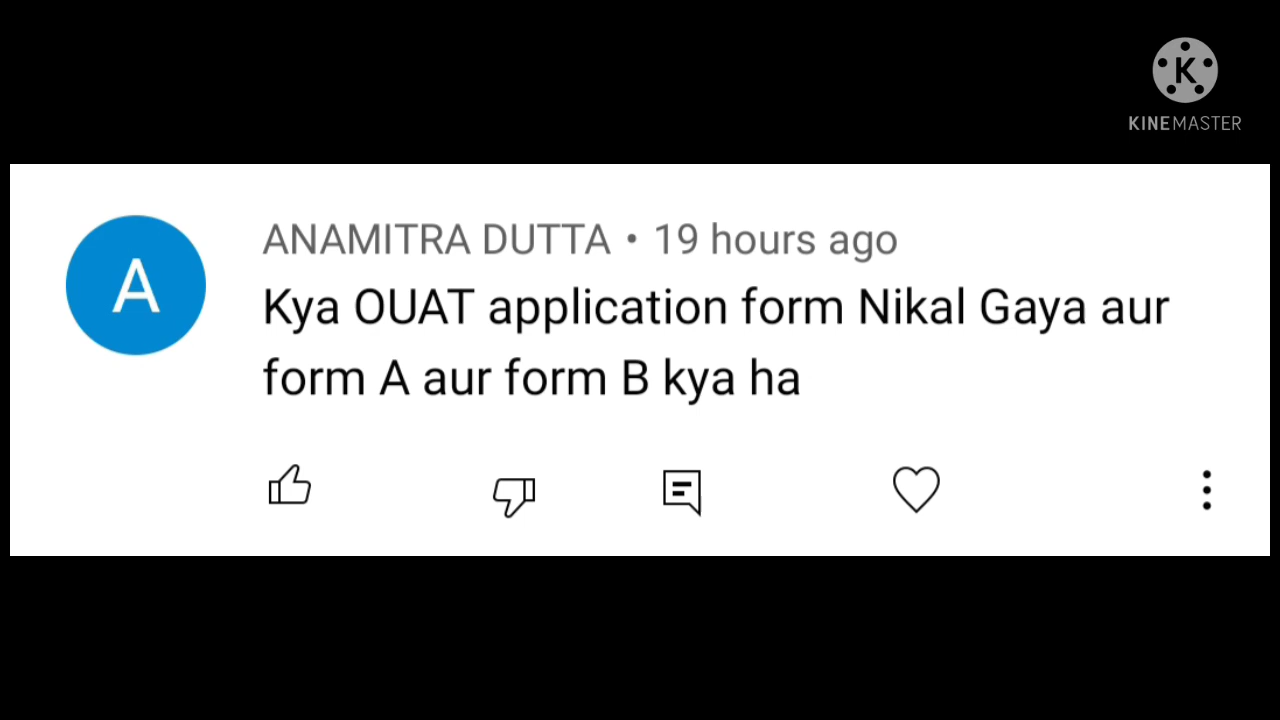 K
KINEMASTER
A
ANAMITRA DUTTA • 19 hours ago
Kya OUAT application form Nikal Gaya aur
form A aur form B kya ha